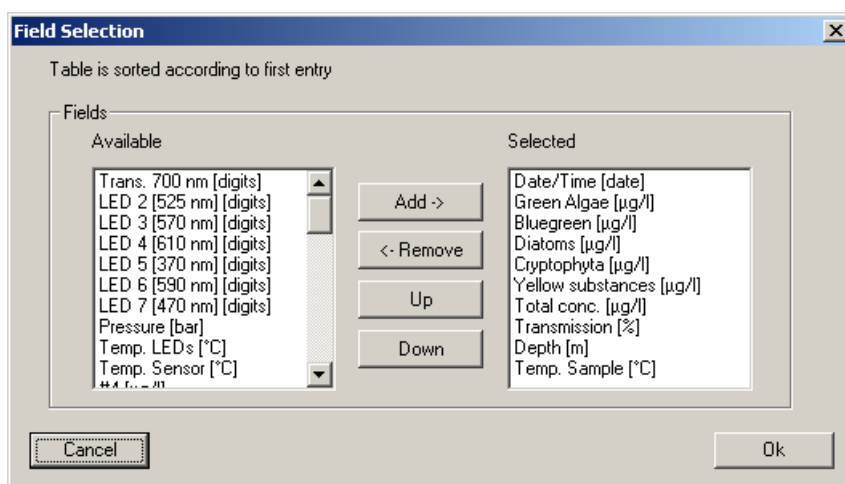 Field Selection
Table is sorted according to first entry
Fields
Available
Trans. 700 nm [digits]
LED 2 [525 nm] [digits]
LED 3 [570 nm] [digits]
LED 4 [610 nm] [digits]
LED 5 [370 nm] [digits]
LED 6 [590 nm] [digits]
LED 7 [470 nm] [digits]
Pressure [bar]
Temp. LEDs [°C]
Temp. Sensor [°C]
#4 [µg/l]
Add ->
<- Remove
Up
Down
Selected
Date/Time [date]
Green Algae [µg/l]
Bluegreen [µg/l]
Diatoms [µg/l]
Cryptophyta [µg/l]
Yellow substances [µg/l]
Total conc. [µg/l]
Transmission [%]
Depth [m]
Temp. Sample [°C]
Cancel
Ok